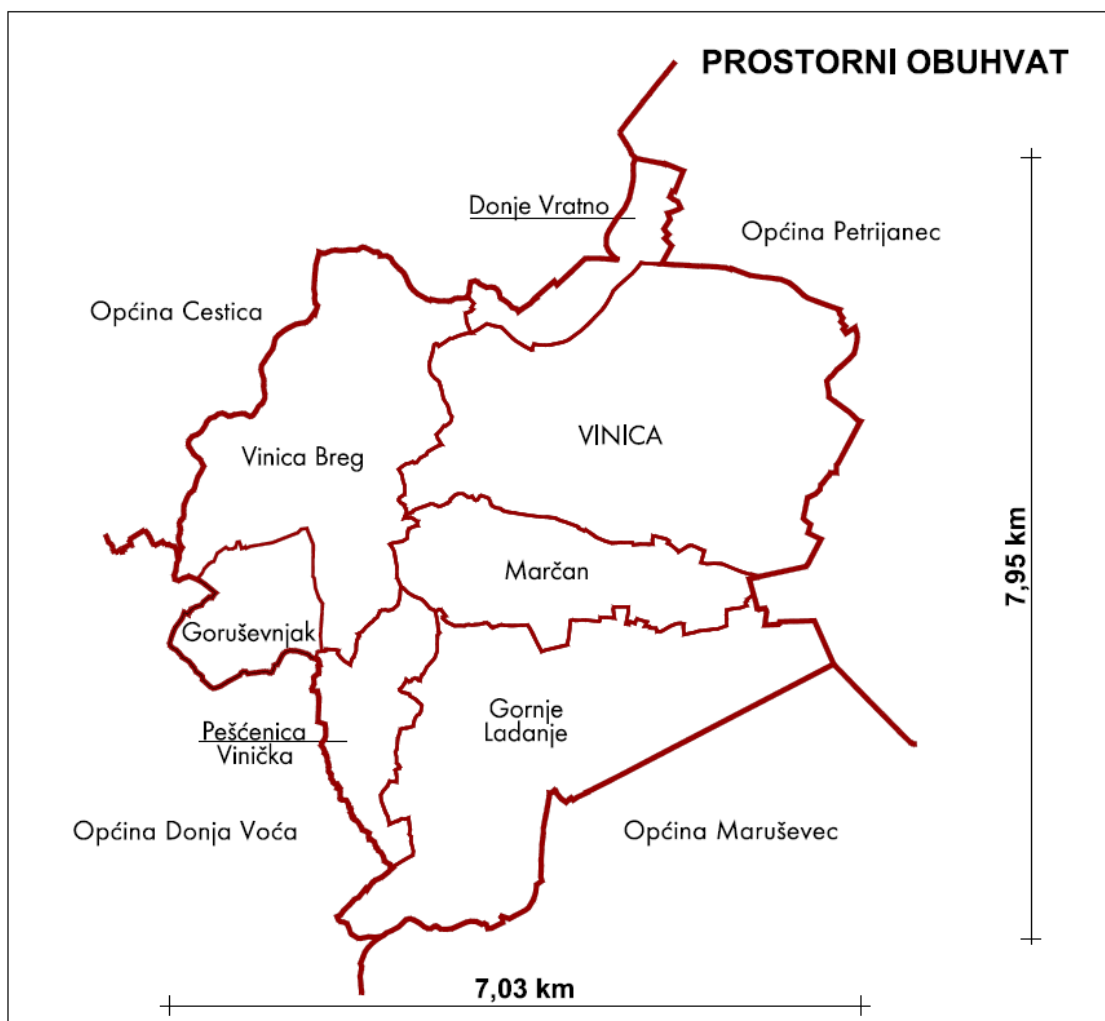 PROSTORNI OBUHVAT
Donje Vratno
Općina Petrijanec
Općina Cestica
VINICA
Vinica Breg
Marčan
7,95 km
Goruševnjak
Gornje
Ladanje
Pešćenica
Vinička
Općina Donja Voća
Općina Maruševec
7,03 km